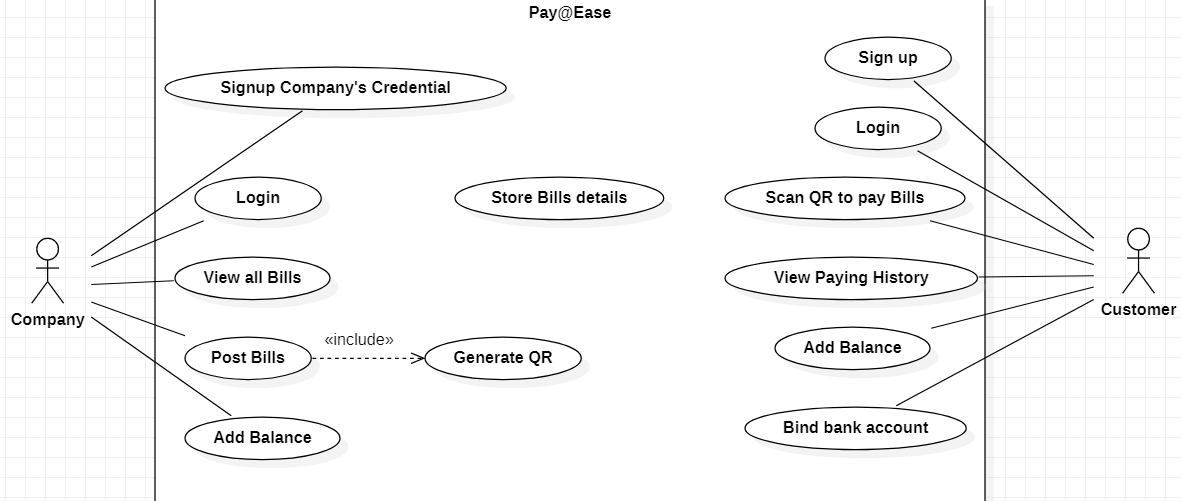 Pay@Ease
Sign up
Signup Company's Credential
Login
Login
Store Bills details
Scan QR to pay Bills
View all Bills
View Paying History
Company
Customer
Post Bills
«include»
Generate QR
Add Balance
Add Balance
Bind bank account